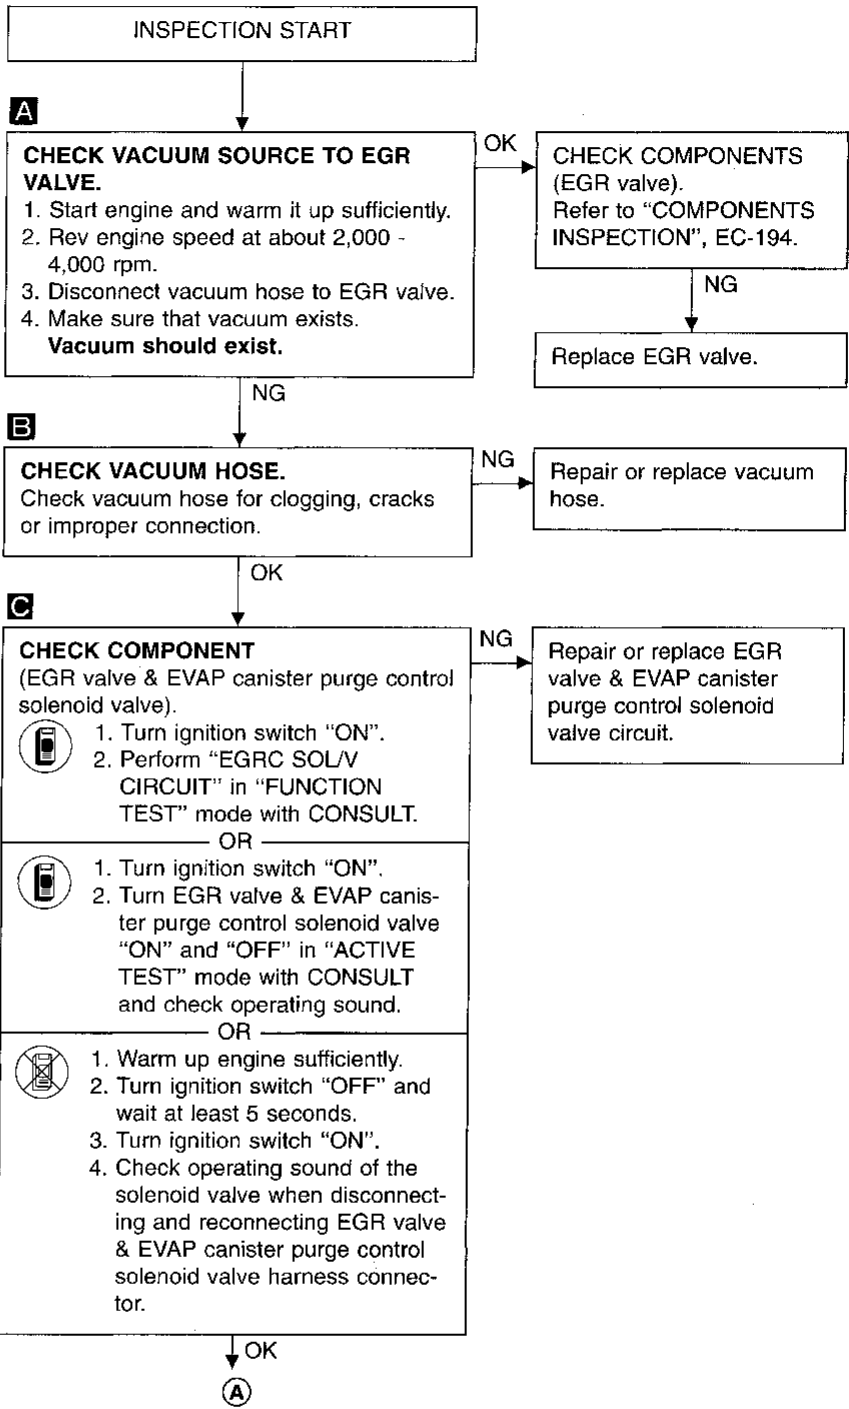 INSPECTION START
A
CHECK VACUUM SOURCE TO EGR
VALVE.
1. Start engine and warm it up sufficiently.
2. Rev engine speed at about 2,000 -
4,000 rpm.
3. Disconnect vacuum hose to EGR valve.
4. Make sure that vacuum exists.
Vacuum should exist.
OK
CHECK COMPONENTS
(EGR valve).
Refer to “COMPONENTS
INSPECTION”, EC-194.
NG
Replace EGR valve.
NG
B
CHECK VACUUM HOSE.
Check vacuum hose for clogging, cracks
or improper connection.
NG
Repair or replace vacuum
hose.
OK
C
CHECK COMPONENT
(EGR valve & EVAP canister purge control
solenoid valve).
1. Turn ignition switch “ON”.
2. Perform “EGRC SOL/V
CIRCUIT” in “FUNCTION
TEST” mode with CONSULT.
OR
1. Turn ignition switch “ON”.
2. Turn EGR valve & EVAP canis-
ter purge control solenoid valve
“ON” and “OFF” in “ACTIVE
TEST” mode with CONSULT
and check operating sound.
OR
1. Warm up engine sufficiently.
2. Turn ignition switch “OFF” and
wait at least 5 seconds.
3. Turn ignition switch “ON”.
4. Check operating sound of the
solenoid valve when disconnect-
ing and reconnecting EGR valve
& EVAP canister purge control
solenoid valve harness connec-
tor.
NG
Repair or replace EGR
valve & EVAP canister
purge control solenoid
valve circuit.
OK
A